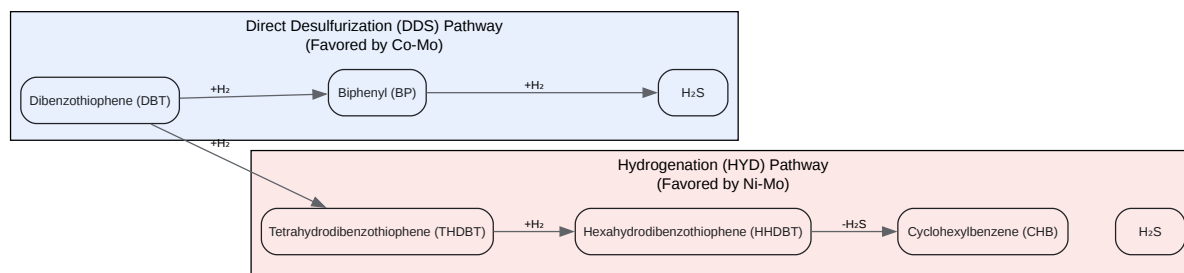 Direct Desulfurization (DDS) Pathway
(Favored by Co-Mo)
Dibenzothiophene (DBT)
+H₂
Biphenyl (BP)
+H₂
H₂S
+H₂
Hydrogenation (HYD) Pathway
(Favored by Ni-Mo)
Tetrahydrodibenzothiophene (THDBT)
+H₂
Hexahydrodibenzothiophene (HHDBT)
-H₂S
Cyclohexylbenzene (CHB)
H₂S